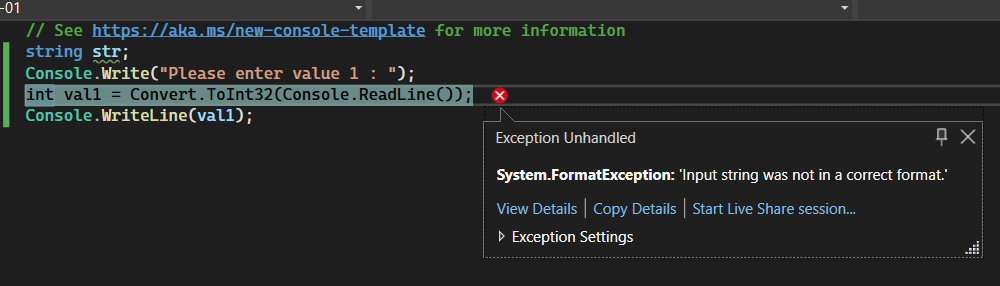 -01
// See https://aka.ms/new-console-template for more information
string str;
Console.Write("Please enter value 1 : ");
int val1 = Convert.ToInt32(Console.ReadLine());
Console.WriteLine(val1);
Exception Unhandled
System.FormatException: 'Input string was not in a correct format.'
View Details | Copy Details | Start Live Share session...
Exception Settings